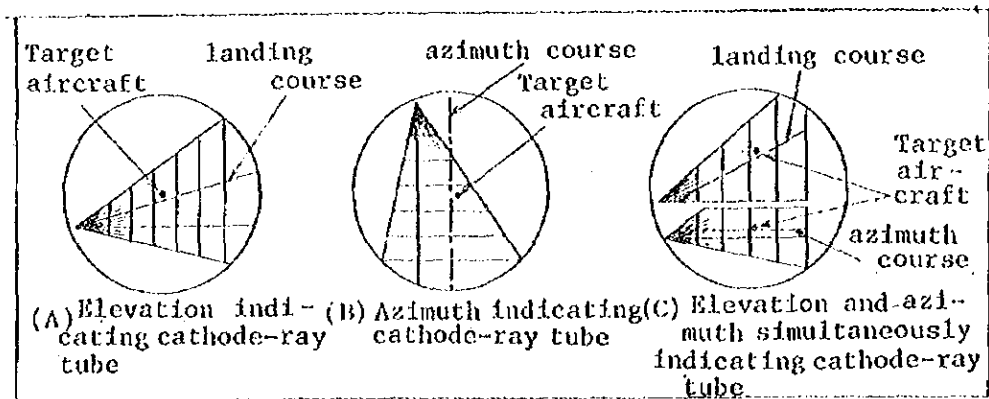 Target
aircraft
landing
course
azimuth course
Target
aircraft
landing course
Target
air-
craft
azimuth
course
(A) Elevation indi-
cating cathode-ray
tube
(B) Azimuth indicating
cathode-ray tube
(C) Elevation and azi-
muth simultaneously
indicating cathode-ray
tube